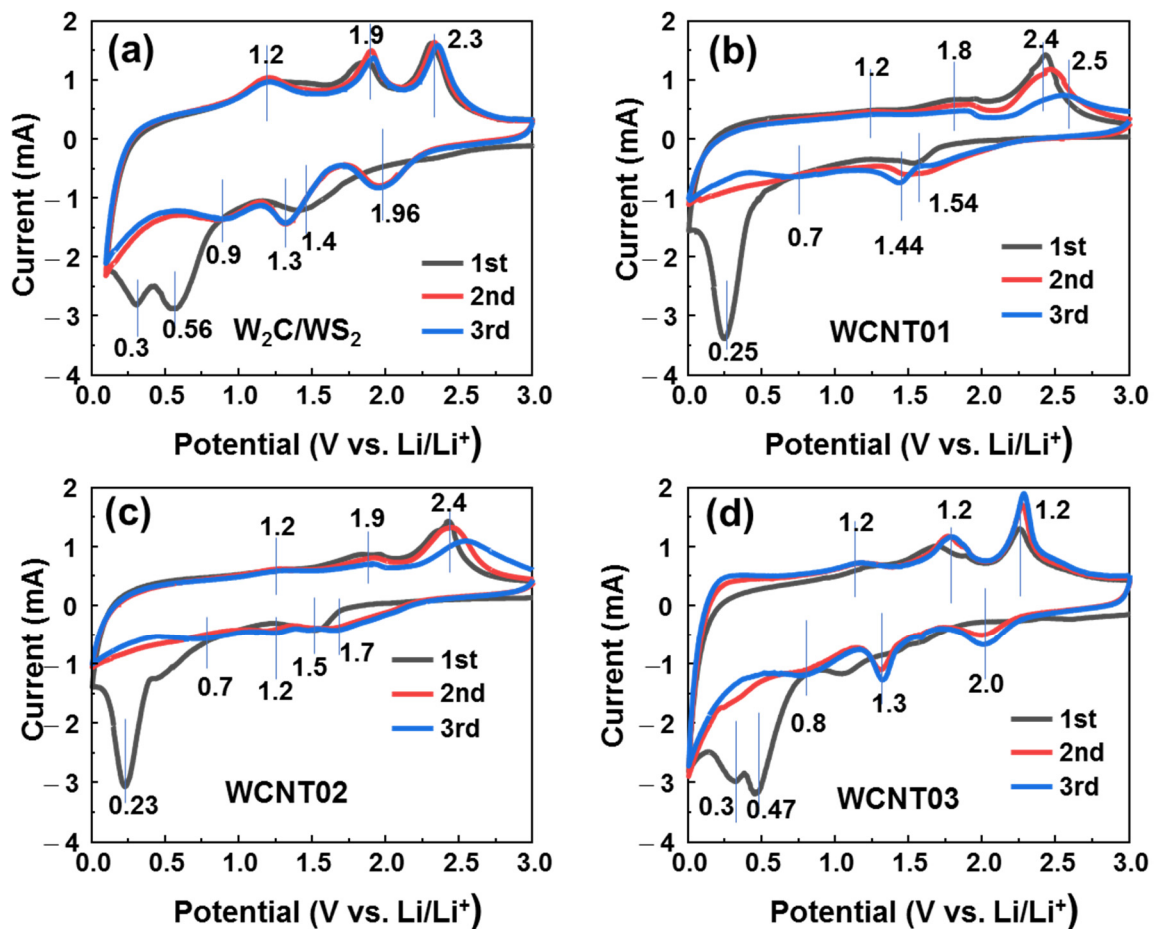 (a)
1.2
1.9
2.3
0.9
1.3
1.4
1.96
0.3
0.56
W₂C/WS₂
1st
2nd
3rd
2
1
0
−1
−2
−3
−4
Current (mA)
0.0 0.5 1.0 1.5 2.0 2.5 3.0
Potential (V vs. Li/Li⁺)
(b)
1.2
1.8
2.4
2.5
0.7
1.44
1.54
0.25
WCNT01
1st
2nd
3rd
2
1
0
−1
−2
−3
−4
Current (mA)
0.0 0.5 1.0 1.5 2.0 2.5 3.0
Potential (V vs. Li/Li⁺)
(c)
1.2
1.9
2.4
0.7
1.2
1.5
1.7
0.23
WCNT02
1st
2nd
3rd
2
1
0
−1
−2
−3
−4
Current (mA)
0.0 0.5 1.0 1.5 2.0 2.5 3.0
Potential (V vs. Li/Li⁺)
(d)
1.2
1.2
1.2
0.8
1.3
2.0
0.3
0.47
WCNT03
1st
2nd
3rd
2
1
0
−1
−2
−3
−4
Current (mA)
0.0 0.5 1.0 1.5 2.0 2.5 3.0
Potential (V vs. Li/Li⁺)